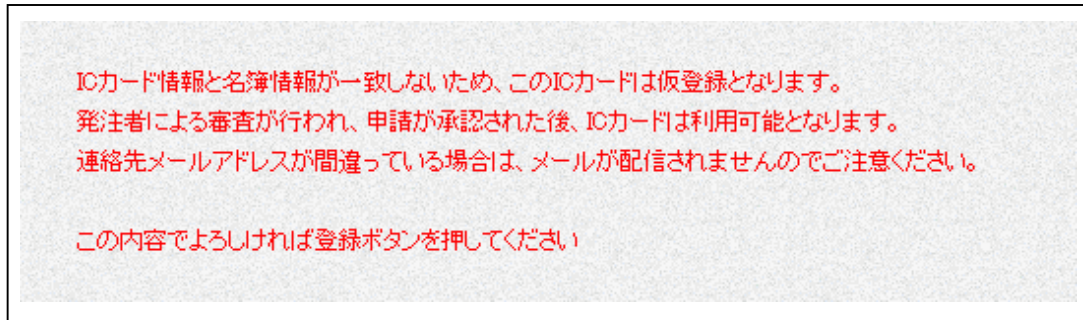 ICカード情報と名簿情報が一致しないため、このICカードは仮登録となります。
発注者による審査が行われ、申請が承認された後、ICカードは利用可能となります。
連絡先メールアドレスが間違っている場合は、メールが配信されませんのでご注意ください。
この内容でよろしければ登録ボタンを押してください